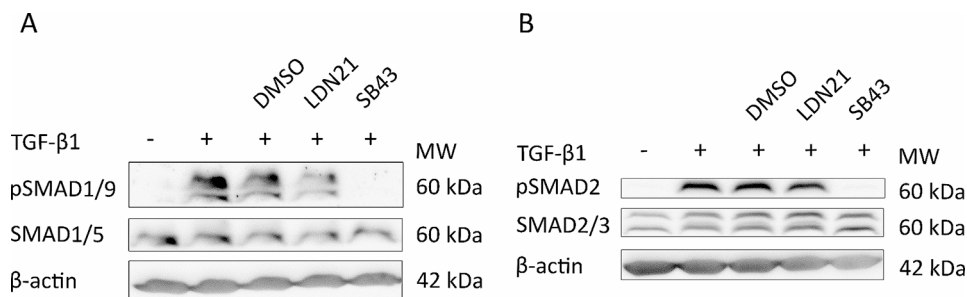 A
DMSO
LDN21
SB43
TGF-β1 - + + + +
MW
pSMAD1/9 60 kDa
SMAD1/5 60 kDa
β-actin 42 kDa
B
DMSO
LDN21
SB43
TGF-β1 - + + + +
MW
pSMAD2 60 kDa
SMAD2/3 60 kDa
β-actin 42 kDa